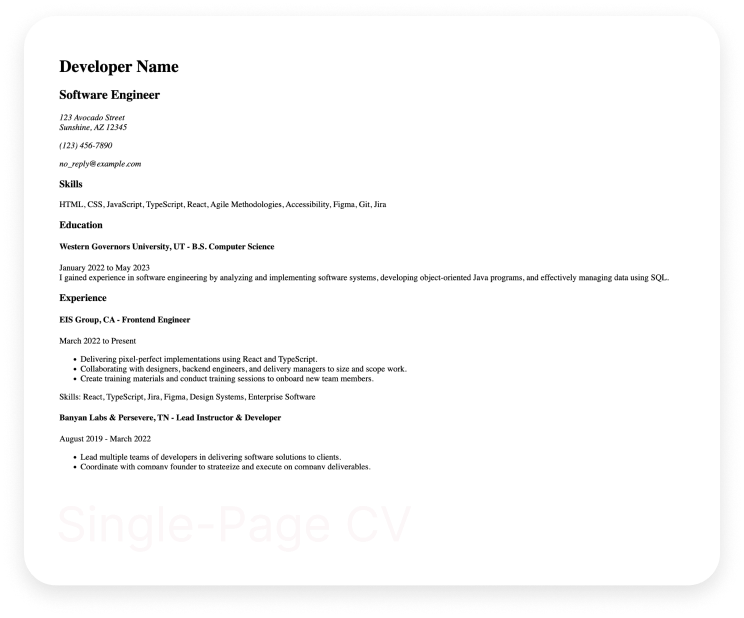 Developer Name
Software Engineer
123 Avocado Street
Sunshine, AZ 12345
(123) 456-7890
no_reply@example.com
Skills
HTML, CSS, JavaScript, TypeScript, React, Agile Methodologies, Accessibility, Figma, Git, Jira
Education
Western Governors University, UT - B.S. Computer Science
January 2022 to May 2023
I gained experience in software engineering by analyzing and implementing software systems, developing object-oriented Java programs, and effectively managing data using SQL.
Experience
EIS Group, CA - Frontend Engineer
March 2022 to Present
• Delivering pixel-perfect implementations using React and TypeScript.
• Collaborating with designers, backend engineers, and delivery managers to size and scope work.
• Create training materials and conduct training sessions to onboard new team members.
Skills: React, TypeScript, Jira, Figma, Design Systems, Enterprise Software
Banyan Labs & Persevere, TN - Lead Instructor & Developer
August 2019 - March 2022
• Lead multiple teams of developers in delivering software solutions to clients.
• Coordinate with company founder to strategize and execute on company deliverables.
Single-Page CV